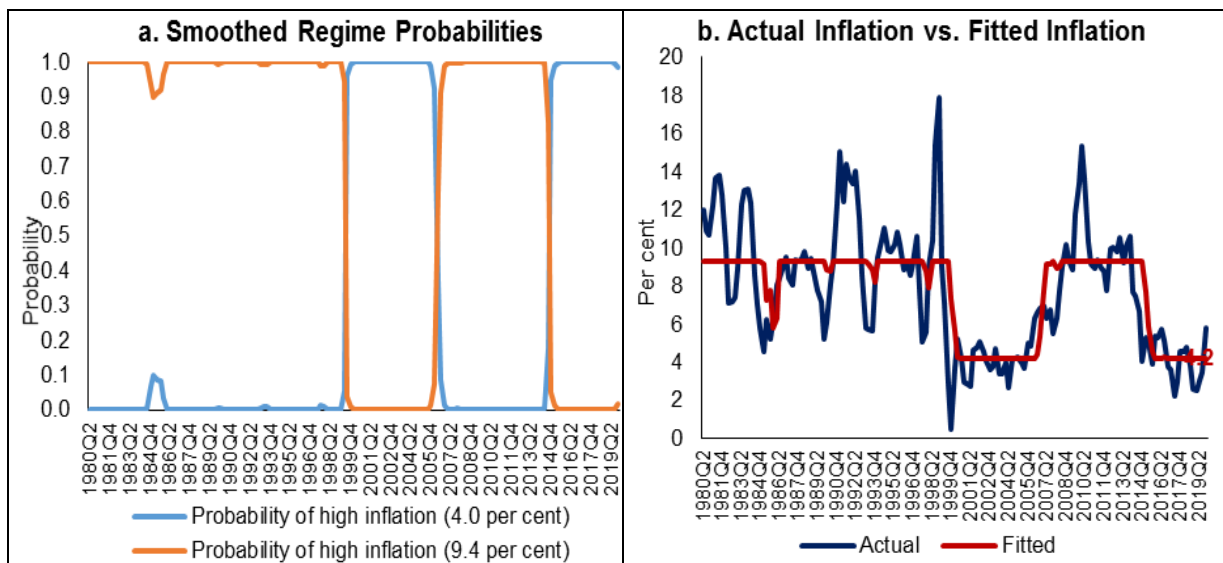 a. Smoothed Regime Probabilities
1.0
0.9
0.8
0.7
0.6
0.5
0.4
0.3
0.2
0.1
0.0
Probability
1980Q2
1981Q4
1983Q2
1984Q4
1986Q2
1987Q4
1989Q2
1990Q4
1992Q2
1993Q4
1995Q2
1996Q4
1998Q2
1999Q4
2001Q2
2002Q4
2004Q2
2005Q4
2007Q2
2008Q4
2010Q2
2011Q4
2013Q2
2014Q4
2016Q2
2017Q4
2019Q2
Probability of high inflation (4.0 per cent)
Probability of high inflation (9.4 per cent)
b. Actual Inflation vs. Fitted Inflation
20
18
16
14
12
10
8
6
4
2
0
Per cent
4.2
1980Q2
1981Q4
1983Q2
1984Q4
1986Q2
1987Q4
1989Q2
1990Q4
1992Q2
1993Q4
1995Q2
1996Q4
1998Q2
1999Q4
2001Q2
2002Q4
2004Q2
2005Q4
2007Q2
2008Q4
2010Q2
2011Q4
2013Q2
2014Q4
2016Q2
2017Q4
2019Q2
Actual
Fitted